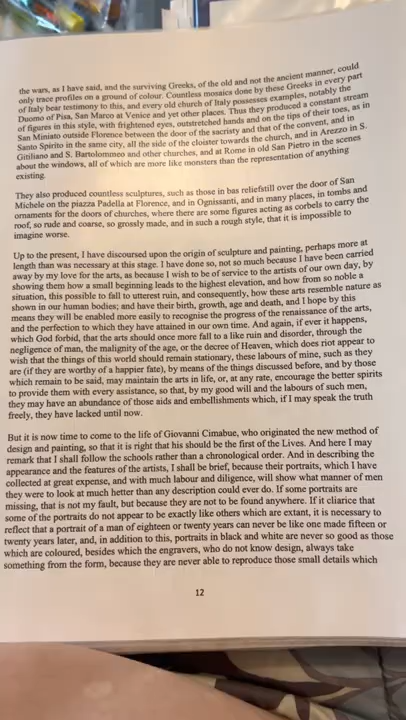 the wars, as I have said, and the surviving Greeks, of the old and not the ancient manner, could
only trace profiles on a ground of colour. Countless mosaics done by these Greeks in every part
of Italy bear testimony to this, and every old church of Italy possesses examples, notably the
Duomo of Pisa, San Marco at Venice and yet other places. Thus they produced a constant stream
of figures in this style, with frightened eyes, outstretched hands and on the tips of their toes, as in
San Miniato outside Florence between the door of the sacristy and that of the convent, and in
Santo Spirito in the same city, all the side of the cloister towards the church, and in Arezzo in S.
Gitiliano and S. Bartolommeo and other churches, and at Rome in old San Pietro in the scenes
about the windows, all of which are more like monsters than the representation of anything
existing.
They also produced countless sculptures, such as those in bas reliefstill over the door of San
Michele on the piazza Padella at Florence, and in Ognissanti, and in many places, in tombs and
ornaments for the doors of churches, where there are some figures acting as corbels to carry the
roof, so rude and coarse, so grossly made, and in such a rough style, that it is impossible to
imagine worse.
Up to the present, I have discoursed upon the origin of sculpture and painting, perhaps more at
length than was necessary at this stage. I have done so, not so much because I have been carried
away by my love for the arts, as because I wish to be of service to the artists of our own day, by
showing them how a small beginning leads to the highest elevation, and how from so noble a
situation, this possible to fall to utterest ruin, and consequently, how these arts resemble nature as
shown in our human bodies; and have their birth, growth, age and death, and I hope by this
means they will be enabled more easily to recognise the progress of the renaissance of the arts,
and the perfection to which they have attained in our own time. And again, if ever it happens,
which God forbid, that the arts should once more fall to a like ruin and disorder, through the
negligence of man, the malignity of the age, or the decree of Heaven, which does riot appear to
wish that the things of this world should remain stationary, these labours of mine, such as they
are (if they are worthy of a happier fate), by means of the things discussed before, and by those
which remain to be said, may maintain the arts in life, or, at any rate, encourage the better spirits
to provide them with every assistance, so that, by my good will and the labours of such men,
they may have an abundance of those aids and embellishments which, if I may speak the truth
freely, they have lacked until now.
But it is now time to come to the life of Giovanni Cimabue, who originated the new method of
design and painting, so that it is right that his should be the first of the Lives. And here I may
remark that I shall follow the schools rather than a chronological order. And in describing the
appearance and the features of the artists, I shall be brief, because their portraits, which I have
collected at great expense, and with much labour and diligence, will show what manner of men
they were to look at much better than any description could ever do. If some portraits are
missing, that is not my fault, but because they are not to be found anywhere. If it cliarice that
some of the portraits do not appear to be exactly like others which are extant, it is necessary to
reflect that a portrait of a man of eighteen or twenty years can never be like one made fifteen or
twenty years later, and, in addition to this, portraits in black and white are never so good as those
which are coloured, besides which the engravers, who do not know design, always take
something from the form, because they are never able to reproduce those small details which
12